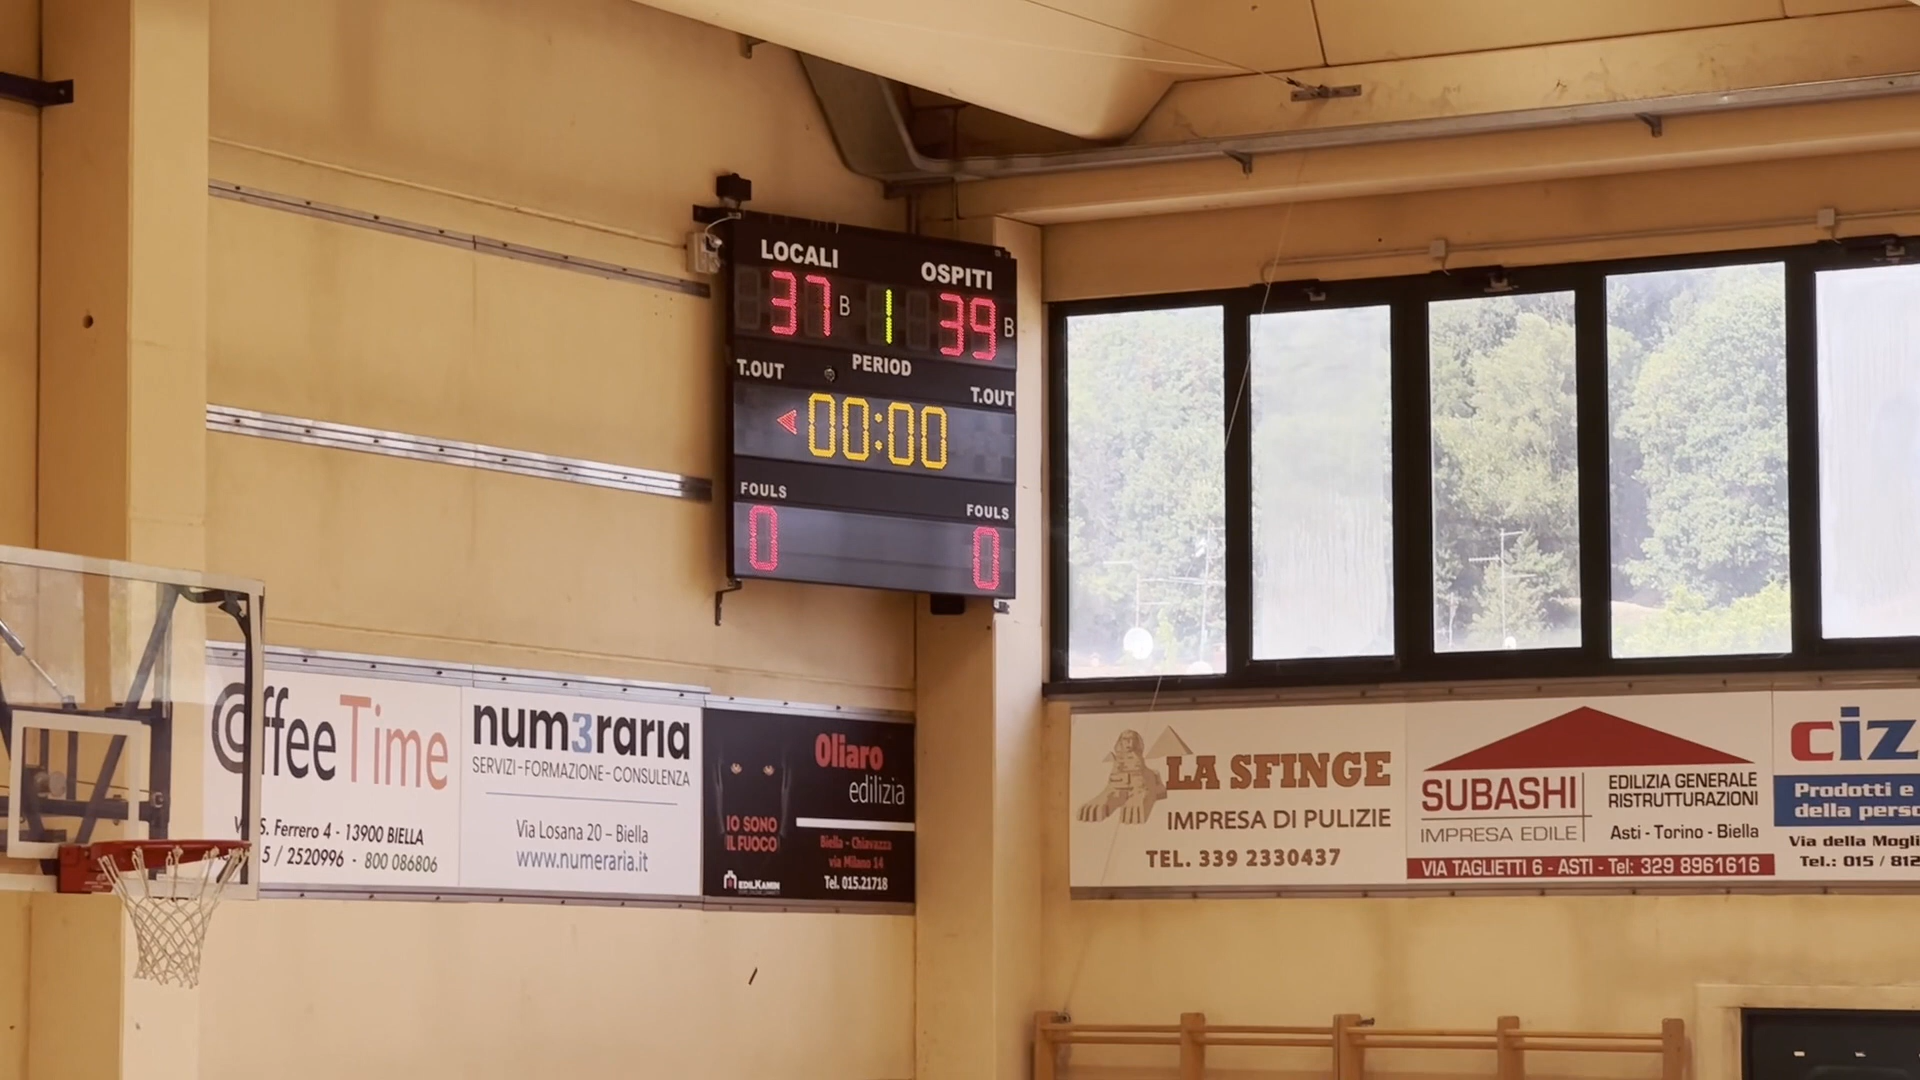 LOCALI
OSPITI
37 B 1 39 B
PERIOD
T.OUT
T.OUT
00:00
FOULS
FOULS
0
0
CoffeeTime
S. Ferrero 4 - 13900 BIELLA
5 / 2520996 - 800 086806
num3raria
SERVIZI-FORMAZIONE-CONSULENZA
Via Losana 20 – Biella
www.numeraria.it
Oliaro
edilizia
IO SONO
IL FUOCO
Biella - Chiavazza
via Milano 14
Tel. 015.21718
EDILKAMIN
LA SFINGE
IMPRESA DI PULIZIE
TEL. 339 2330437
SUBASHI
IMPRESA EDILE
EDILIZIA GENERALE
RISTRUTTURAZIONI
Asti - Torino - Biella
VIA TAGLIETTI 6 - ASTI - Tel: 329 8961616
ciz
Prodotti e
della perso
Via della Mogli
Tel.: 015 / 812